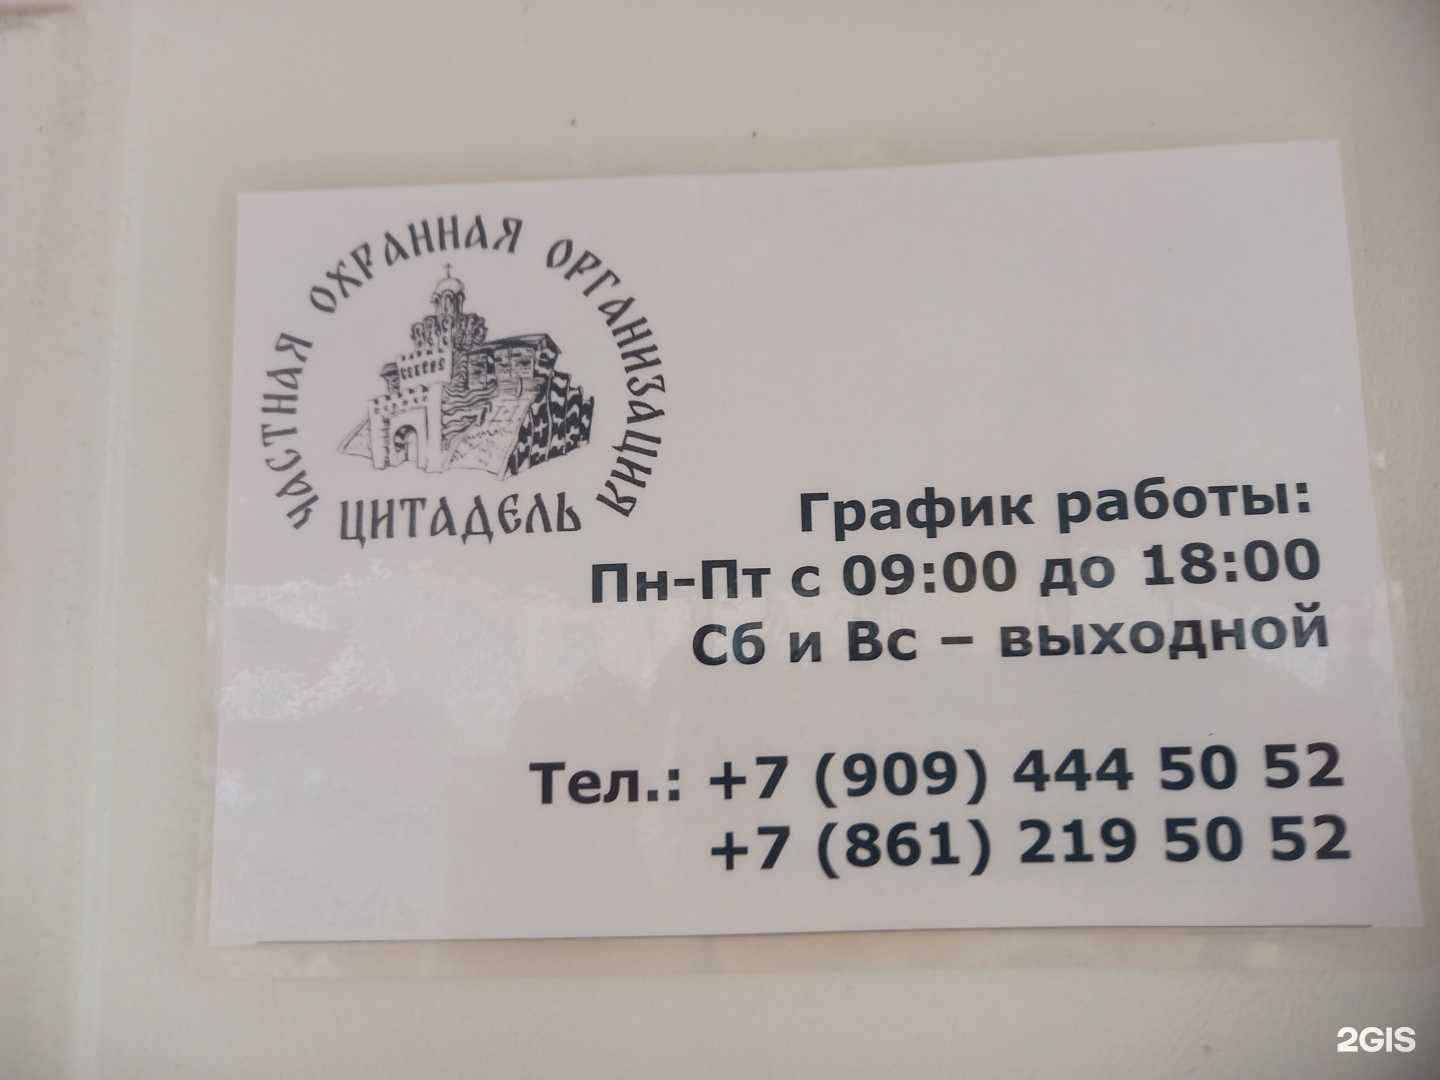 ЧАСТНАЯ ОХРАННАЯ ОРГАНИЗАЦИЯ
ЦИТАДЕЛЬ
График работы:
Пн-Пт с 09:00 до 18:00
Сб и Вс – выходной
Тел.: +7 (909) 444 50 52
+7 (861) 219 50 52
2GIS